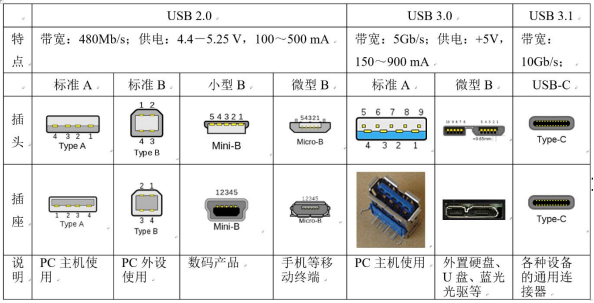 USB 2.0 USB 3.0 USB 3.1
特点 带宽:480Mb/s;供电:4.4－5.25 V,100～500 mA 带宽:5Gb/s;供电:+5V,150～900 mA 带宽:10Gb/s;
标准 A 标准 B 小型 B 微型 B 标准 A 微型 B USB-C
插头
4 3 2 1
Type A
1 2
4 3
Type B
5 4 3 2 1
Mini-B
54321
Micro-B
5 6 7 8 9
4 3 2 1
10 9 8 7 6 5 4 3 2 1
Type-C
插座
1 2 3 4
Type A
2 1
3 4
Type B
12345
Mini-B
12345
Micro-B
Type-C
说明
PC 主机使用
PC 外设使用
数码产品
手机等移动终端
PC 主机使用
外置硬盘、U 盘、蓝光光驱等
各种设备的通用连接器